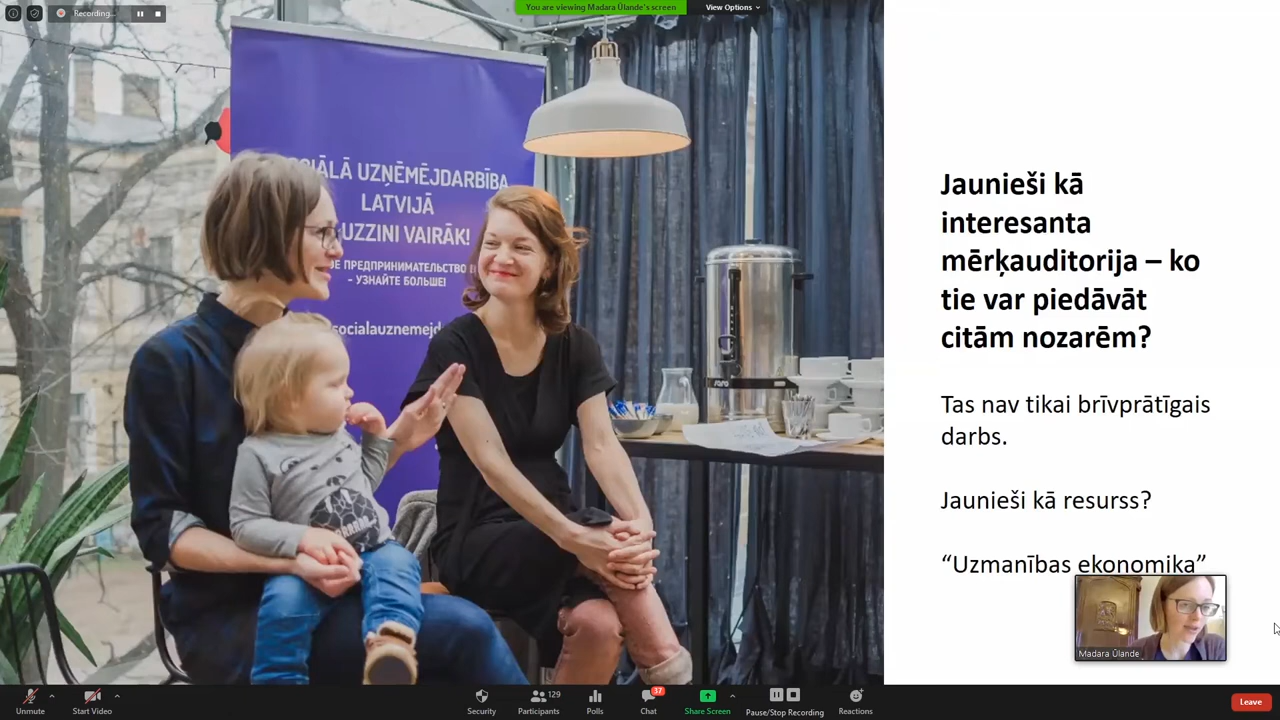 Recording...
You are viewing Madara Ūlande's screen
View Options
UZŅĒMĒJDARBĪBA
LATVIJĀ
UZZINI VAIRĀK!
ПРЕДПРИНИМАТЕЛЬСТВО
– УЗНАЙТЕ БОЛЬШЕ!
Jaunieši kā
interesanta
mērķauditorija – ko
tie var piedāvāt
citām nozarēm?
Tas nav tikai brīvprātīgais
darbs.
Jaunieši kā resurss?
“Uzmanības ekonomika”
Madara Ūlande
Unmute
Start Video
Security
Participants
129
Polls
Chat
37
Share Screen
Pause/Stop Recording
Reactions
Leave